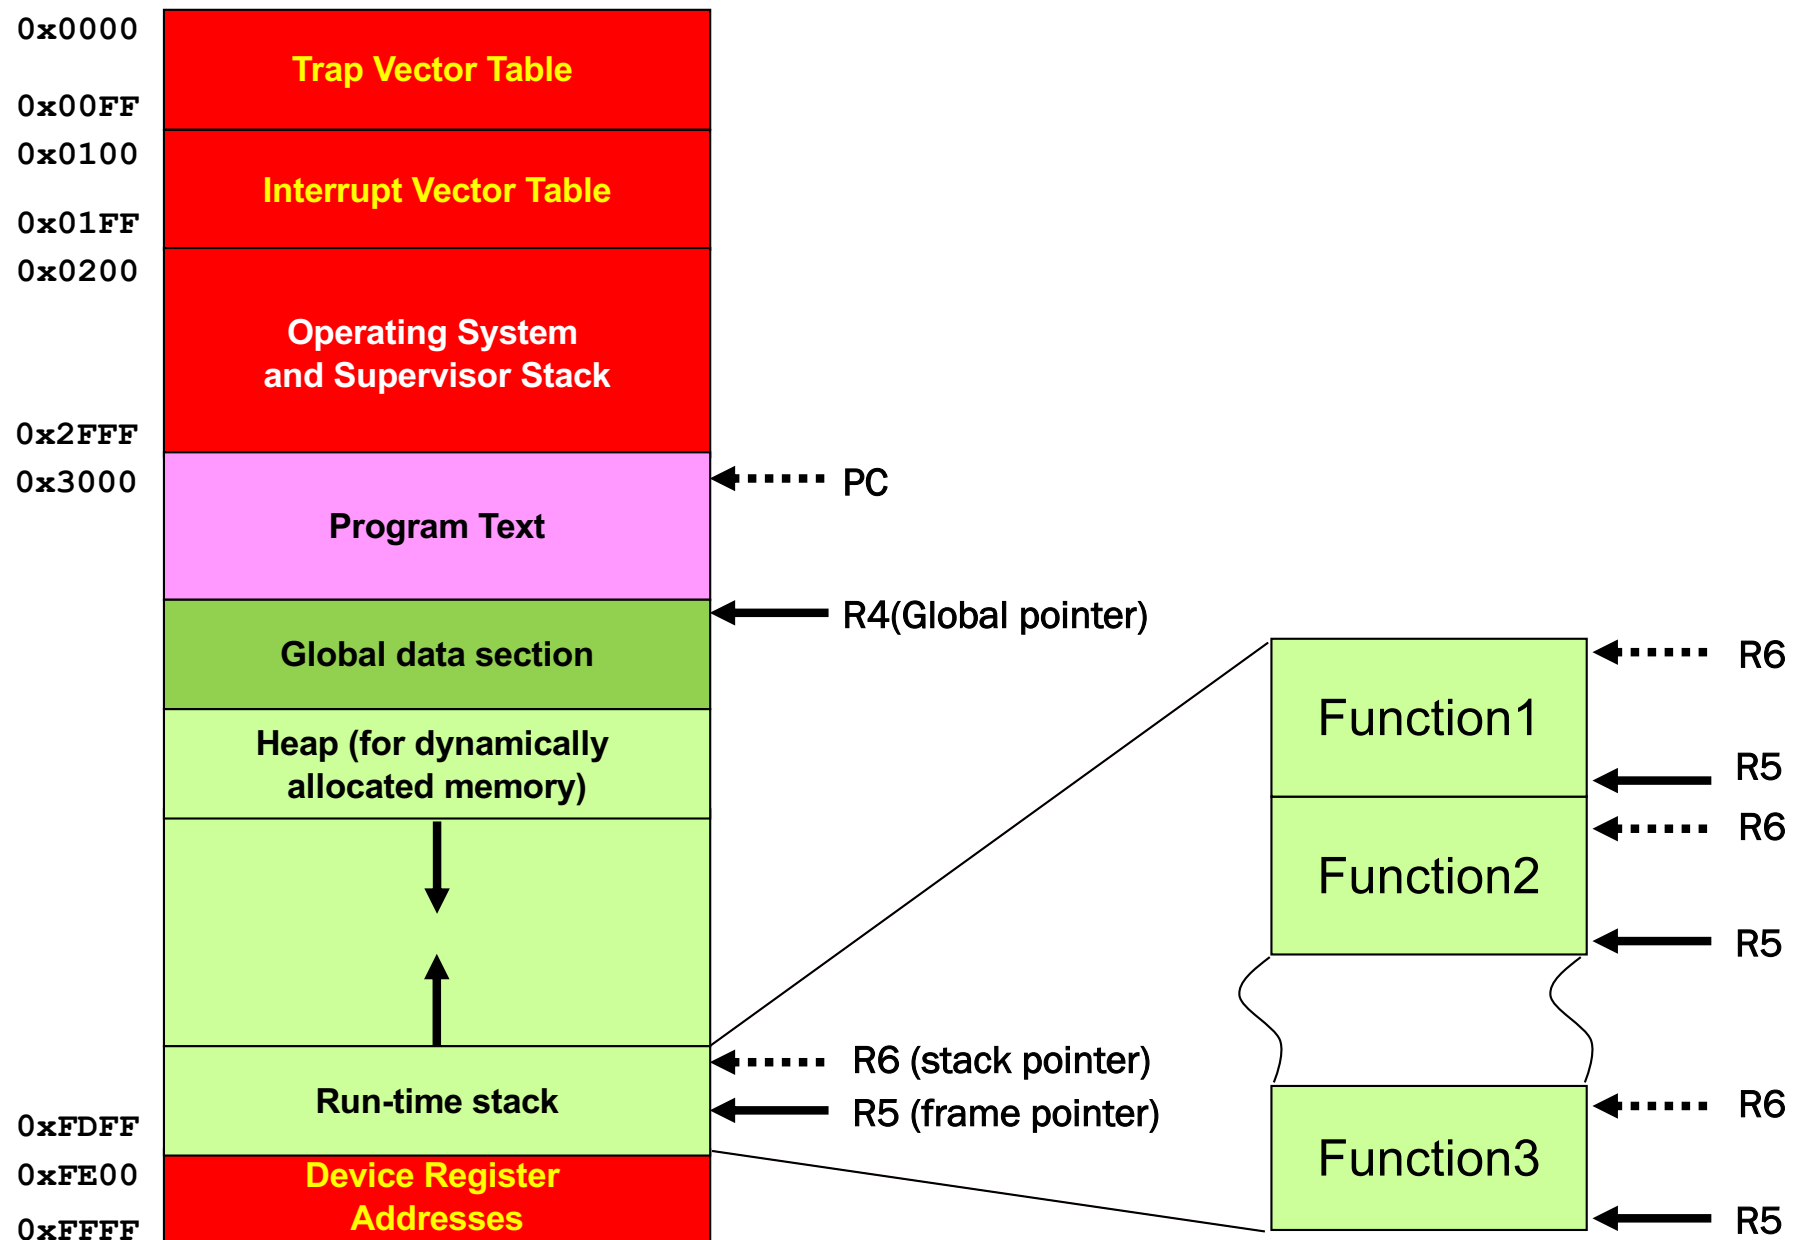 0x0000
Trap Vector Table
0x00FF
0x0100
Interrupt Vector Table
0x01FF
0x0200
Operating System
and Supervisor Stack
0x2FFF
0x3000
PC
Program Text
R4(Global pointer)
Global data section
Heap (for dynamically
allocated memory)
R6 (stack pointer)
Run-time stack
R5 (frame pointer)
0xFDFF
0xFE00
Device Register
Addresses
0xFFFF
R6
Function1
R5
R6
Function2
R5
R6
Function3
R5